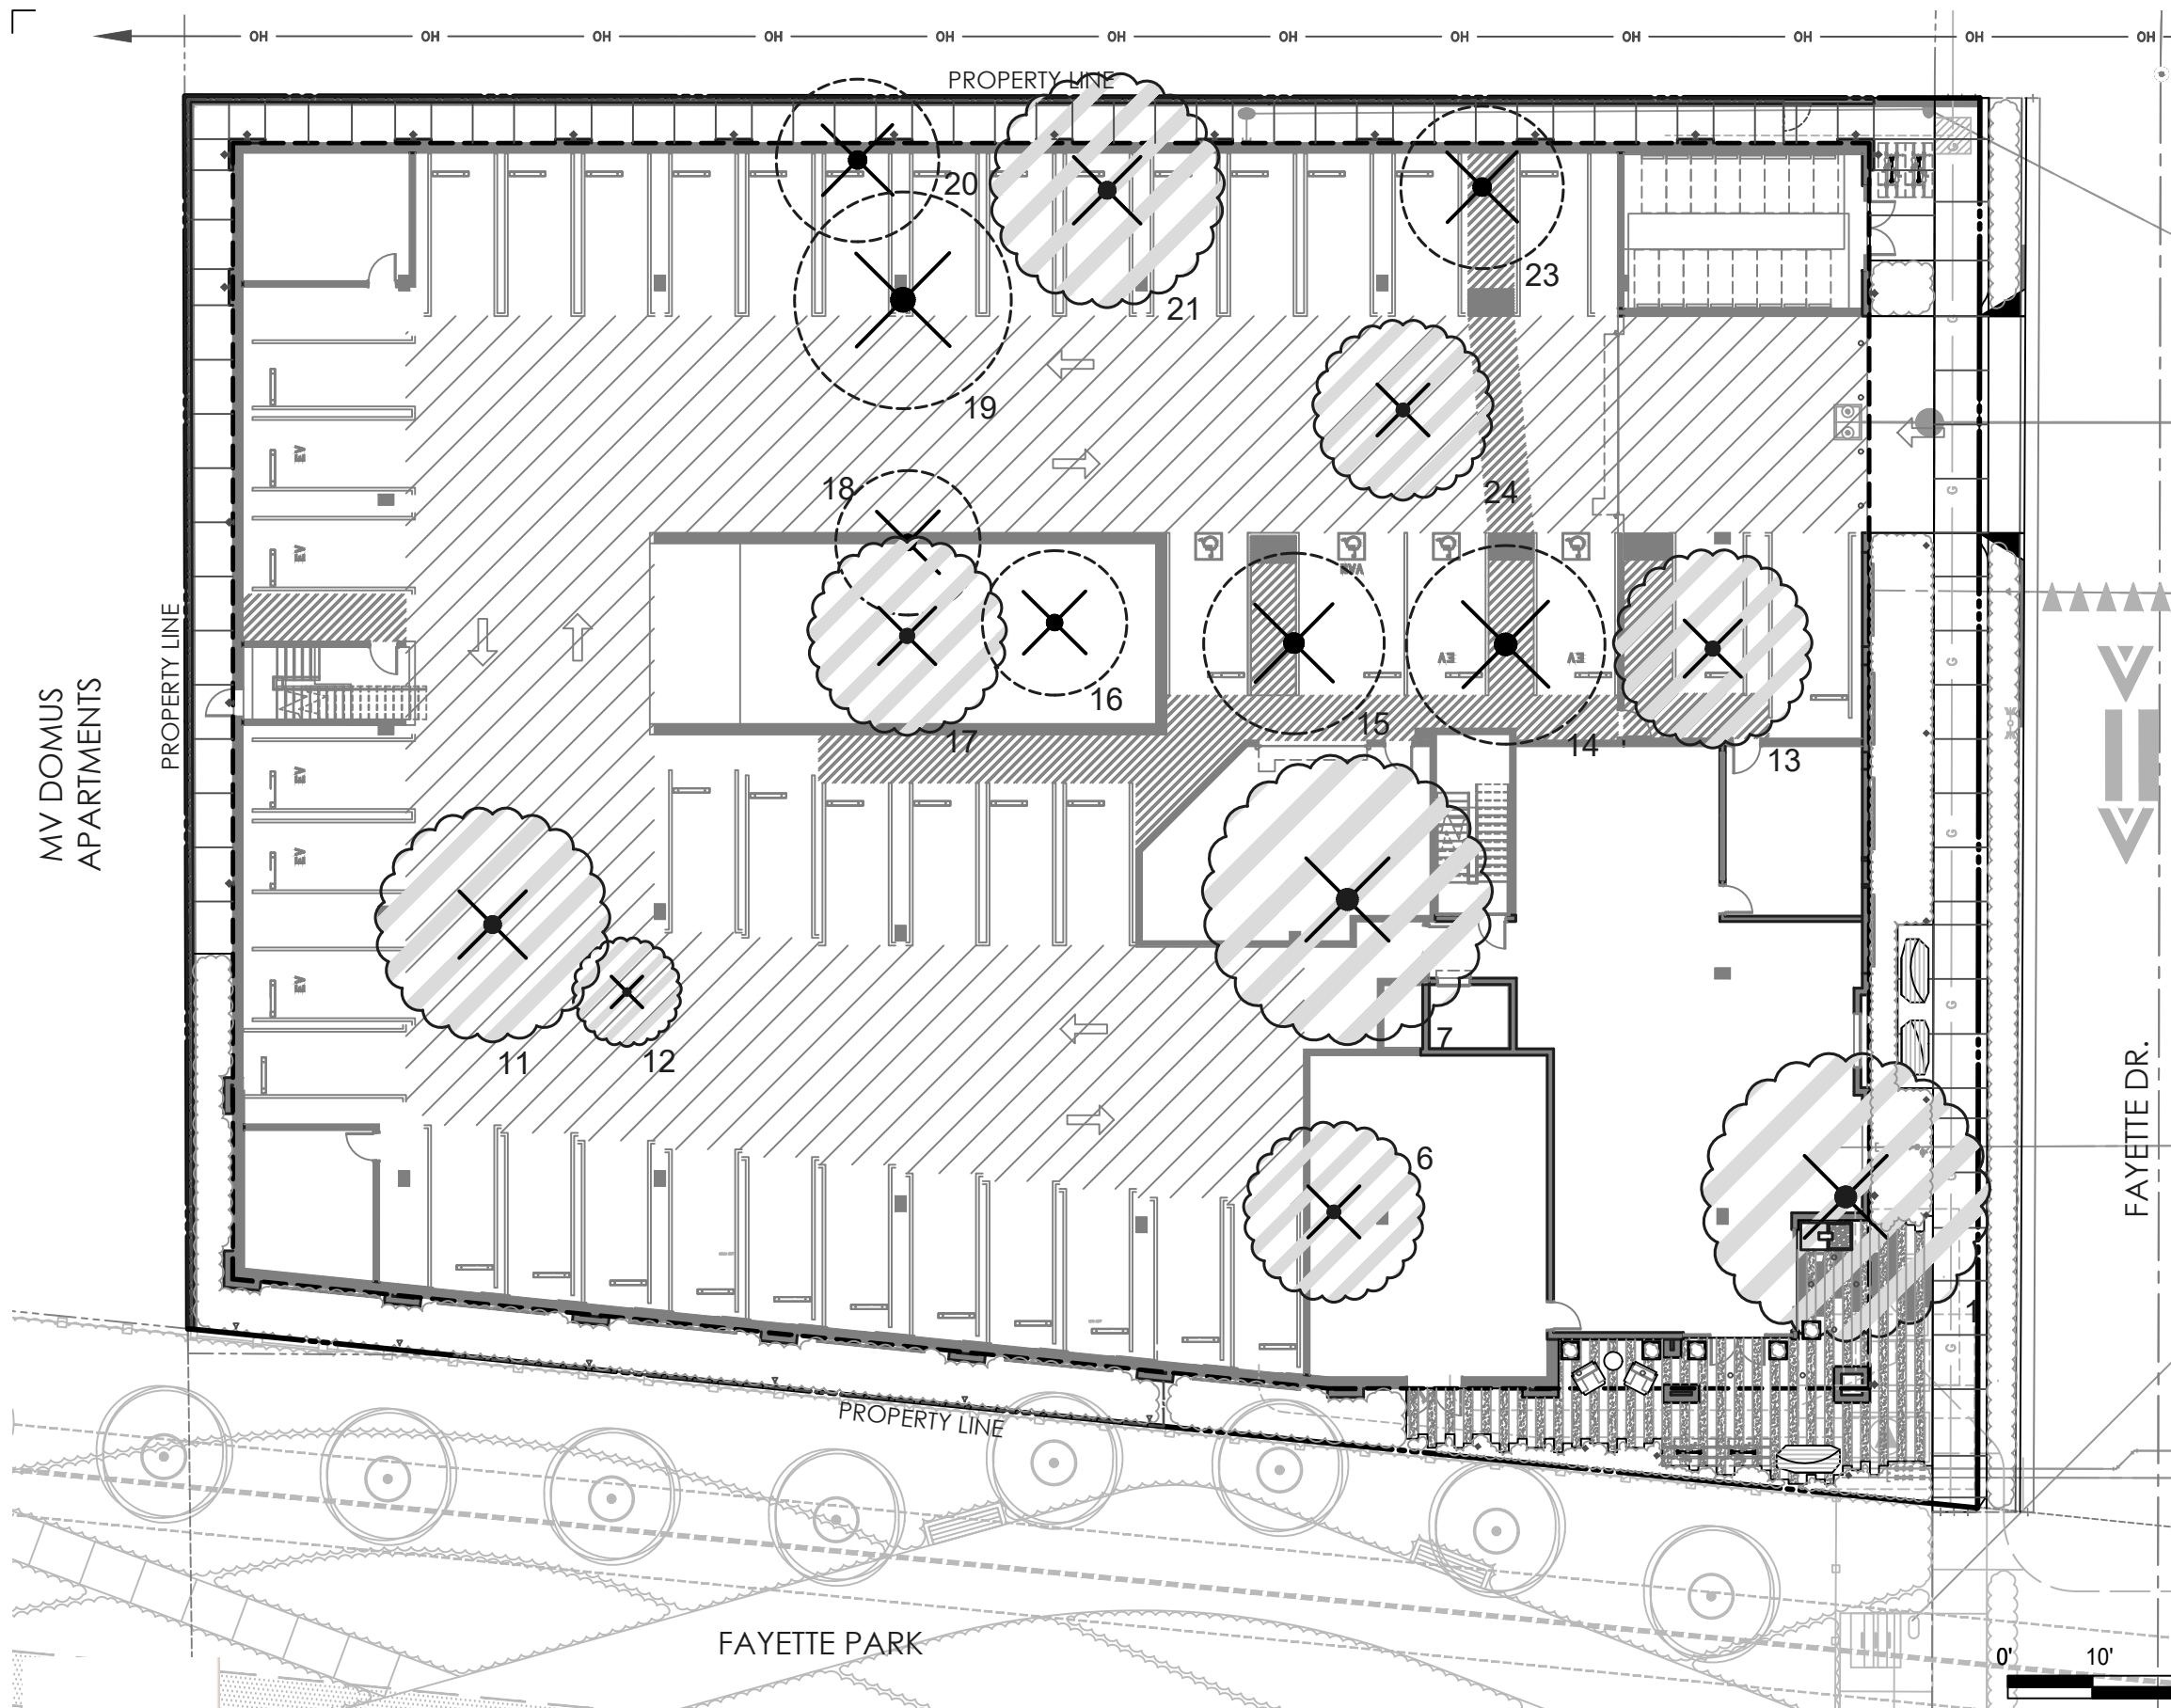 OH OH OH OH OH OH OH OH OH OH OH OH
PROPERTY LINE
20
21
23
19
24
18
EV
EV
VAN
PROPERTY LINE
MV DOMUS
APARTMENTS
16
15
14
13
17
EV
EV
EV
EV
EV
7
11
12
6
1
G
G
G
G
G
G
G
G
FAYETTE DR.
PROPERTY LINE
FAYETTE PARK
0' 10'